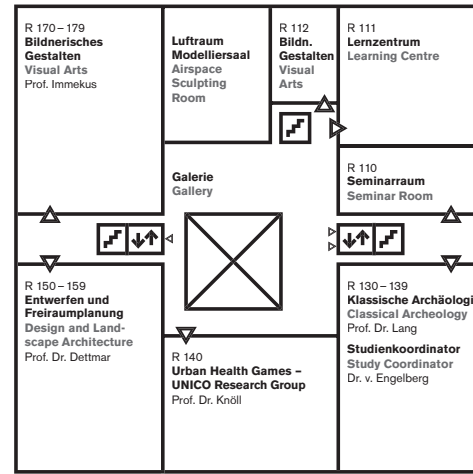 R 170 – 179
Bildnerisches
Gestalten
Visual Arts
Prof. Immekus
Luftraum
Modelliersaal
Airspace
Sculpting
Room
R 112
Bildn.
Gestalten
Visual
Arts
R 111
Lernzentrum
Learning Centre
Galerie
Gallery
R 110
Seminarraum
Seminar Room
R 150 – 159
Entwerfen und
Freiraumplanung
Design and Land-
scape Architecture
Prof. Dr. Dettmar
R 140
Urban Health Games –
UNICO Research Group
Prof. Dr. Knöll
R 130 – 139
Klassische Archäologi
Classical Archeology
Prof. Dr. Lang
Studienkoordinator
Study Coordinator
Dr. v. Engelberg